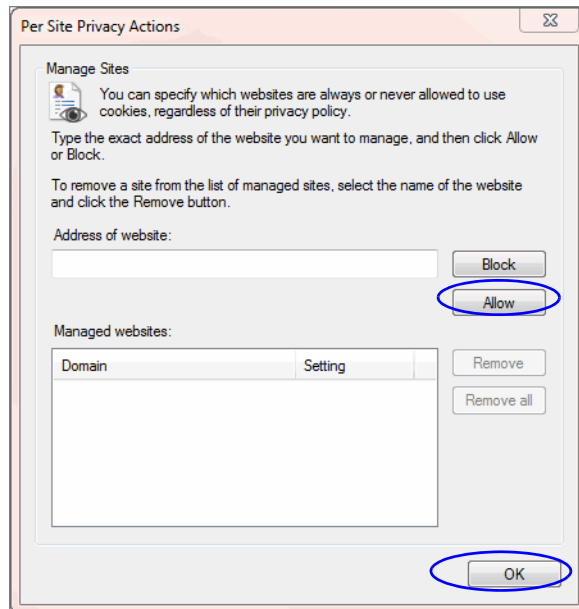 Per Site Privacy Actions
Manage Sites
You can specify which websites are always or never allowed to use
cookies, regardless of their privacy policy.
Type the exact address of the website you want to manage, and then click Allow
or Block.
To remove a site from the list of managed sites, select the name of the website
and click the Remove button.
Address of website:
Block
Allow
Managed websites:
Domain Setting
Remove
Remove all
OK